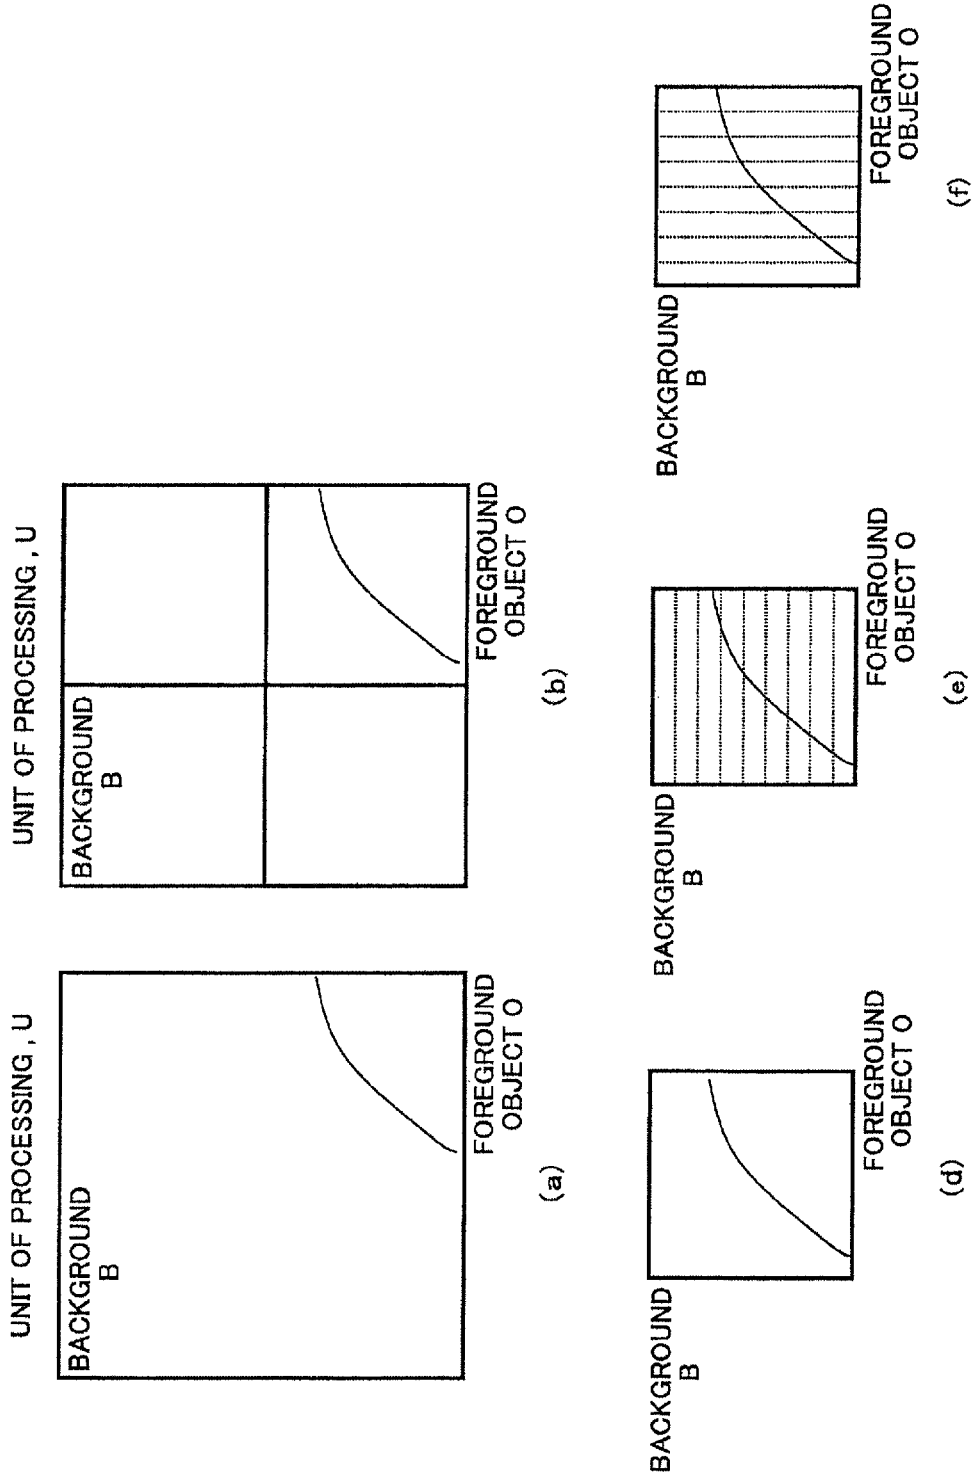 UNIT OF PROCESSING, U
BACKGROUND
B
FOREGROUND
OBJECT O
(a)
UNIT OF PROCESSING, U
BACKGROUND
B
FOREGROUND
OBJECT O
(b)
BACKGROUND
B
FOREGROUND
OBJECT O
(d)
BACKGROUND
B
FOREGROUND
OBJECT O
(e)
BACKGROUND
B
FOREGROUND
OBJECT O
(f)